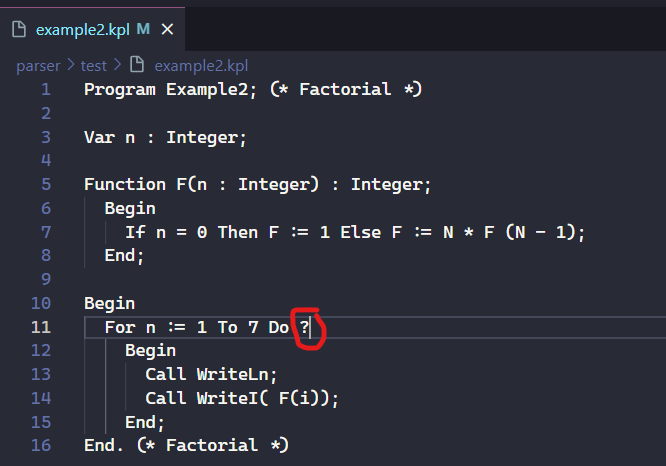 example2.kpl M
parser > test > example2.kpl
1 Program Example2; (* Factorial *)
2
3 Var n : Integer;
4
5 Function F(n : Integer) : Integer;
6   Begin
7     If n = 0 Then F := 1 Else F := N * F (N - 1);
8   End;
9
10 Begin
11   For n := 1 To 7 Do ?
12     Begin
13       Call WriteLn;
14       Call WriteI( F(i));
15     End;
16 End. (* Factorial *)